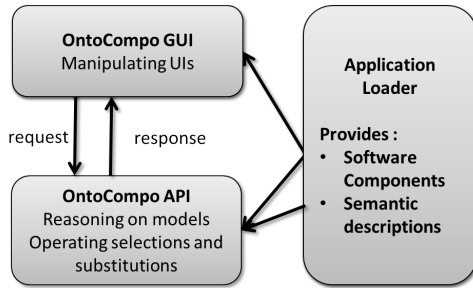 OntoCompo GUI
Manipulating UIs
request
response
OntoCompo API
Reasoning on models
Operating selections and
substitutions
Application
Loader
Provides :
• Software
Components
• Semantic
descriptions